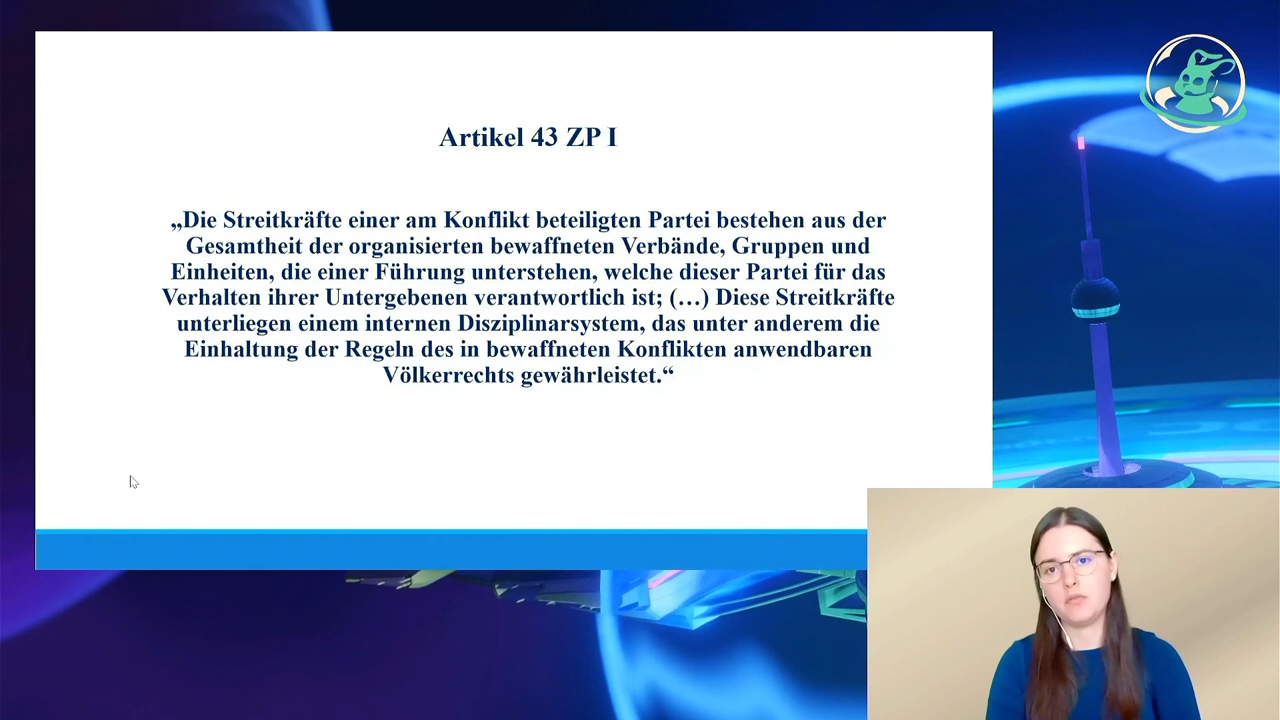 Artikel 43 ZP I
„Die Streitkräfte einer am Konflikt beteiligten Partei bestehen aus der
Gesamtheit der organisierten bewaffneten Verbände, Gruppen und
Einheiten, die einer Führung unterstehen, welche dieser Partei für das
Verhalten ihrer Untergebenen verantwortlich ist; (…) Diese Streitkräfte
unterliegen einem internen Disziplinarsystem, das unter anderem die
Einhaltung der Regeln des in bewaffneten Konflikten anwendbaren
Völkerrechts gewährleistet.“